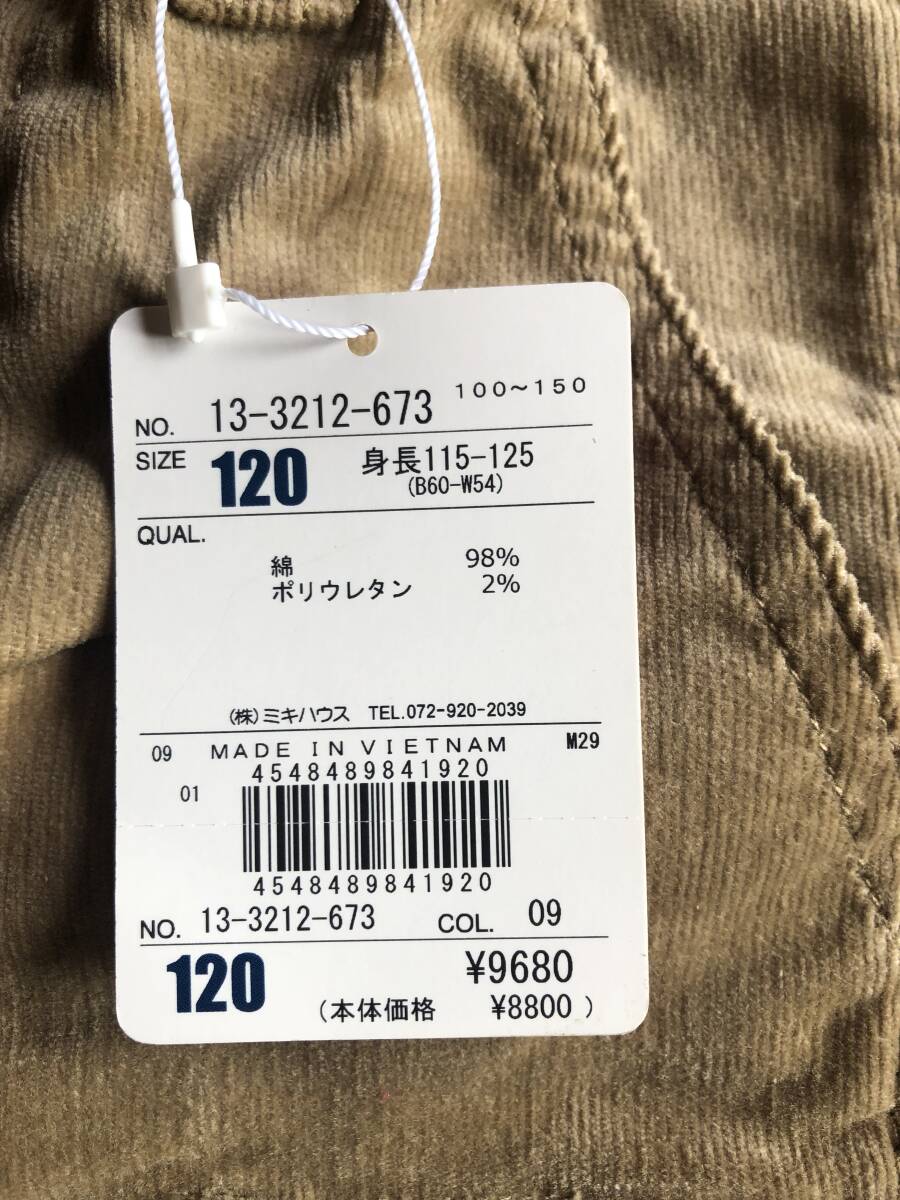 NO. 13-3212-673 100～150
SIZE 120 身長115-125
(B60-W54)
QUAL.
綿 98%
ポリウレタン 2%
(株)ミキハウス TEL.072-920-2039
09 MADE IN VIETNAM M29
4548489841920
01
4548489841920
NO. 13-3212-673 COL. 09
120 ¥9680
(本体価格 ¥8800)